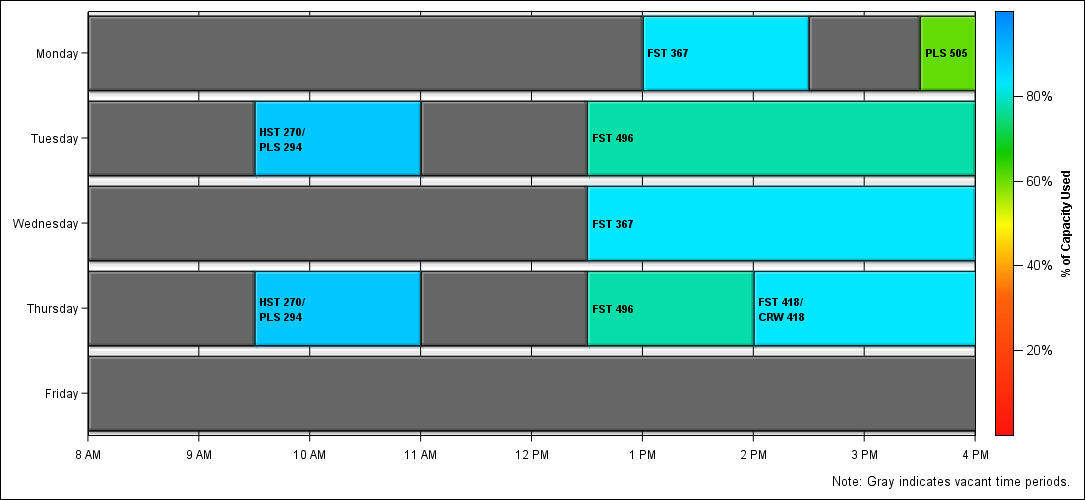 Monday
FST 367
PLS 505
Tuesday
HST 270/
PLS 294
FST 496
Wednesday
FST 367
Thursday
HST 270/
PLS 294
FST 496
FST 418/
CRW 418
Friday
8 AM
9 AM
10 AM
11 AM
12 PM
1 PM
2 PM
3 PM
4 PM
80%
60%
40%
20%
% of Capacity Used
Note: Gray indicates vacant time periods.